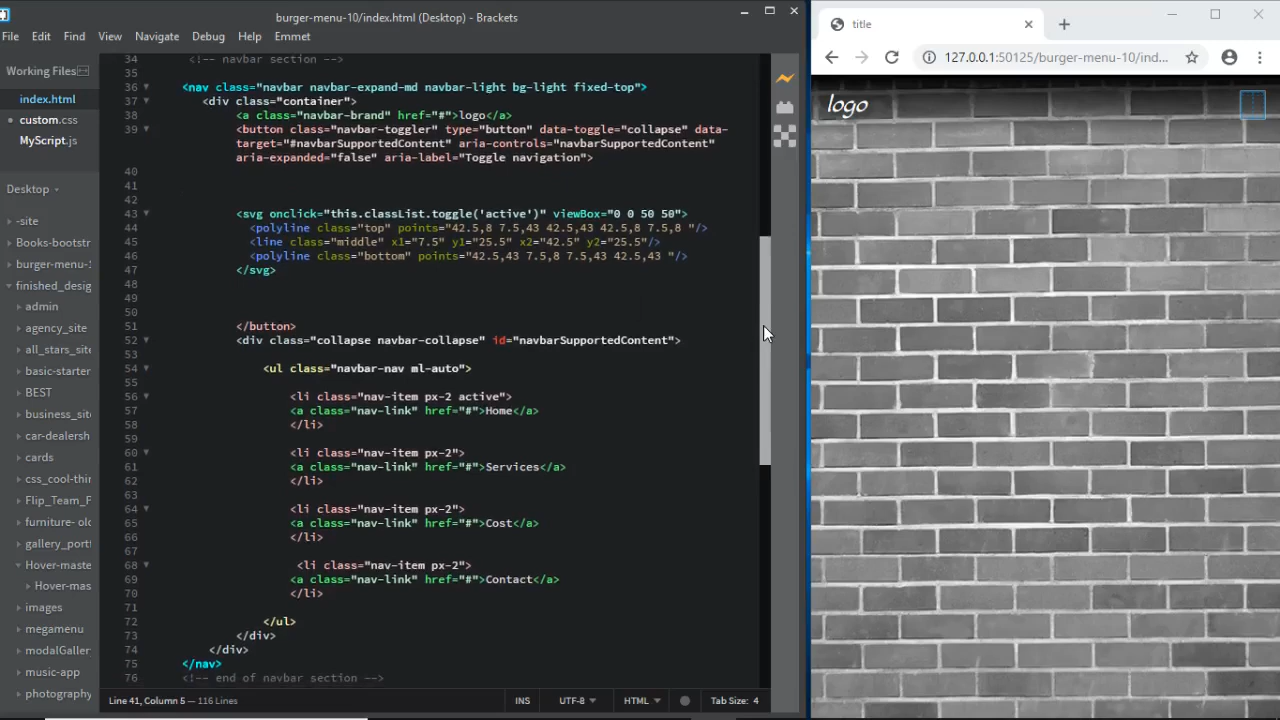 burger-menu-10/index.html (Desktop) - Brackets
File Edit Find View Navigate Debug Help Emmet
Working Files
index.html
custom.css
MyScript.js
Desktop
-site
Books-bootstr
burger-menu-1
finished_desig
admin
agency_site
all_stars_site
basic-starter
BEST
business_site
car-dealersh
cards
css_cool-thin
Flip_Team_F
furniture- old
gallery_portf
Hover-maste
Hover-mas
images
megamenu
modalGaller
music-app
photography
34 <!-- navbar section -->
35
36 <nav class="navbar navbar-expand-md navbar-light bg-light fixed-top">
37 <div class="container">
38 <a class="navbar-brand" href="#">logo</a>
39 <button class="navbar-toggler" type="button" data-toggle="collapse" data-
target="#navbarSupportedContent" aria-controls="navbarSupportedContent"
aria-expanded="false" aria-label="Toggle navigation">
40
41
42
43 <svg onclick="this.classList.toggle('active')" viewBox="0 0 50 50">
44 <polyline class="top" points="42.5,8 7.5,43 42.5,43 42.5,8 7.5,8 "/>
45 <line class="middle" x1="7.5" y1="25.5" x2="42.5" y2="25.5"/>
46 <polyline class="bottom" points="42.5,43 7.5,8 7.5,43 42.5,43 "/>
47 </svg>
48
49
50
51 </button>
52 <div class="collapse navbar-collapse" id="navbarSupportedContent">
53
54 <ul class="navbar-nav ml-auto">
55
56 <li class="nav-item px-2 active">
57 <a class="nav-link" href="#">Home</a>
58 </li>
59
60 <li class="nav-item px-2">
61 <a class="nav-link" href="#">Services</a>
62 </li>
63
64 <li class="nav-item px-2">
65 <a class="nav-link" href="#">Cost</a>
66 </li>
67
68 <li class="nav-item px-2">
69 <a class="nav-link" href="#">Contact</a>
70 </li>
71
72 </ul>
73 </div>
74 </div>
75 </nav>
76 <!-- end of navbar section -->
Line 41, Column 5 — 116 Lines
INS UTF-8 HTML Tab Size: 4
title
127.0.0.1:50125/burger-menu-10/ind...
logo